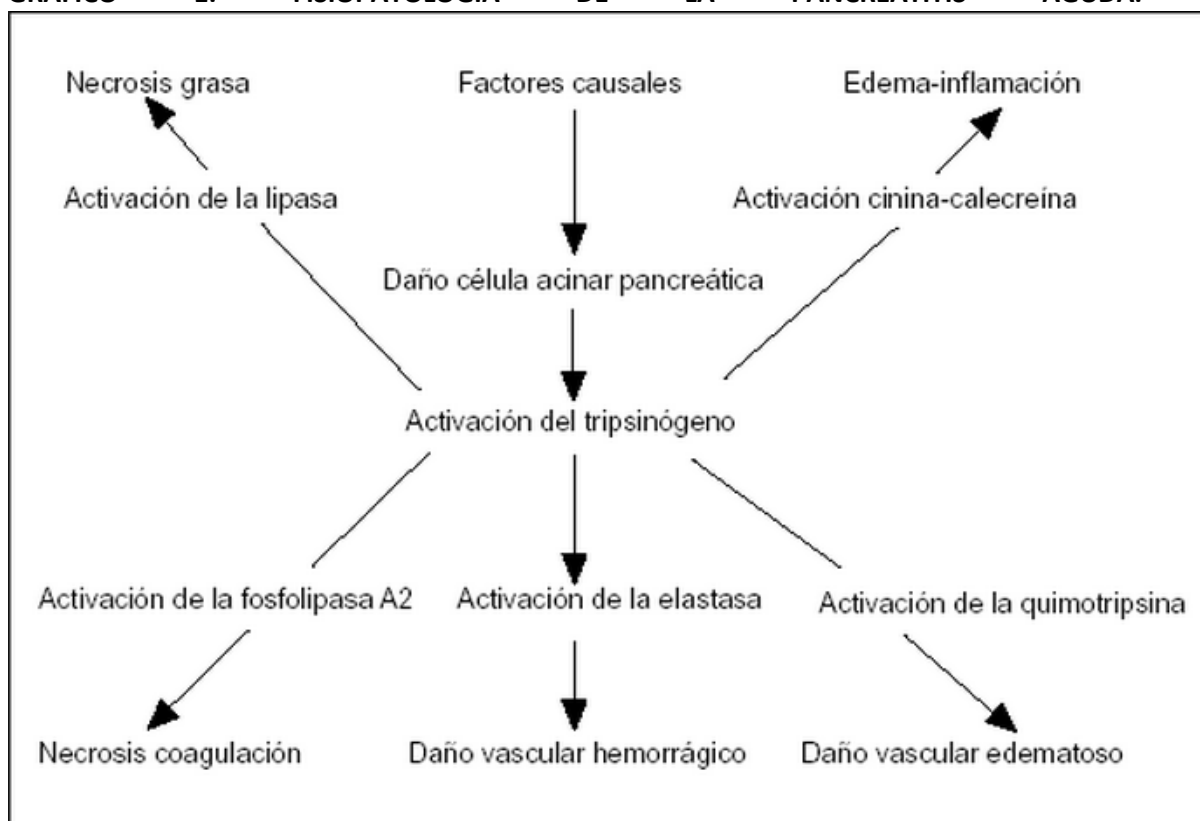 GRAFICO 1. FISIOPATOLOGIA DE LA PANCREATITIS AGUDA.
Necrosis grasa
Factores causales
Edema-inflamación
Activación de la lipasa
Activación cinina-calecreína
Daño célula acinar pancreática
Activación del tripsinógeno
Activación de la fosfolipasa A2
Activación de la elastasa
Activación de la quimotripsina
Necrosis coagulación
Daño vascular hemorrágico
Daño vascular edematoso